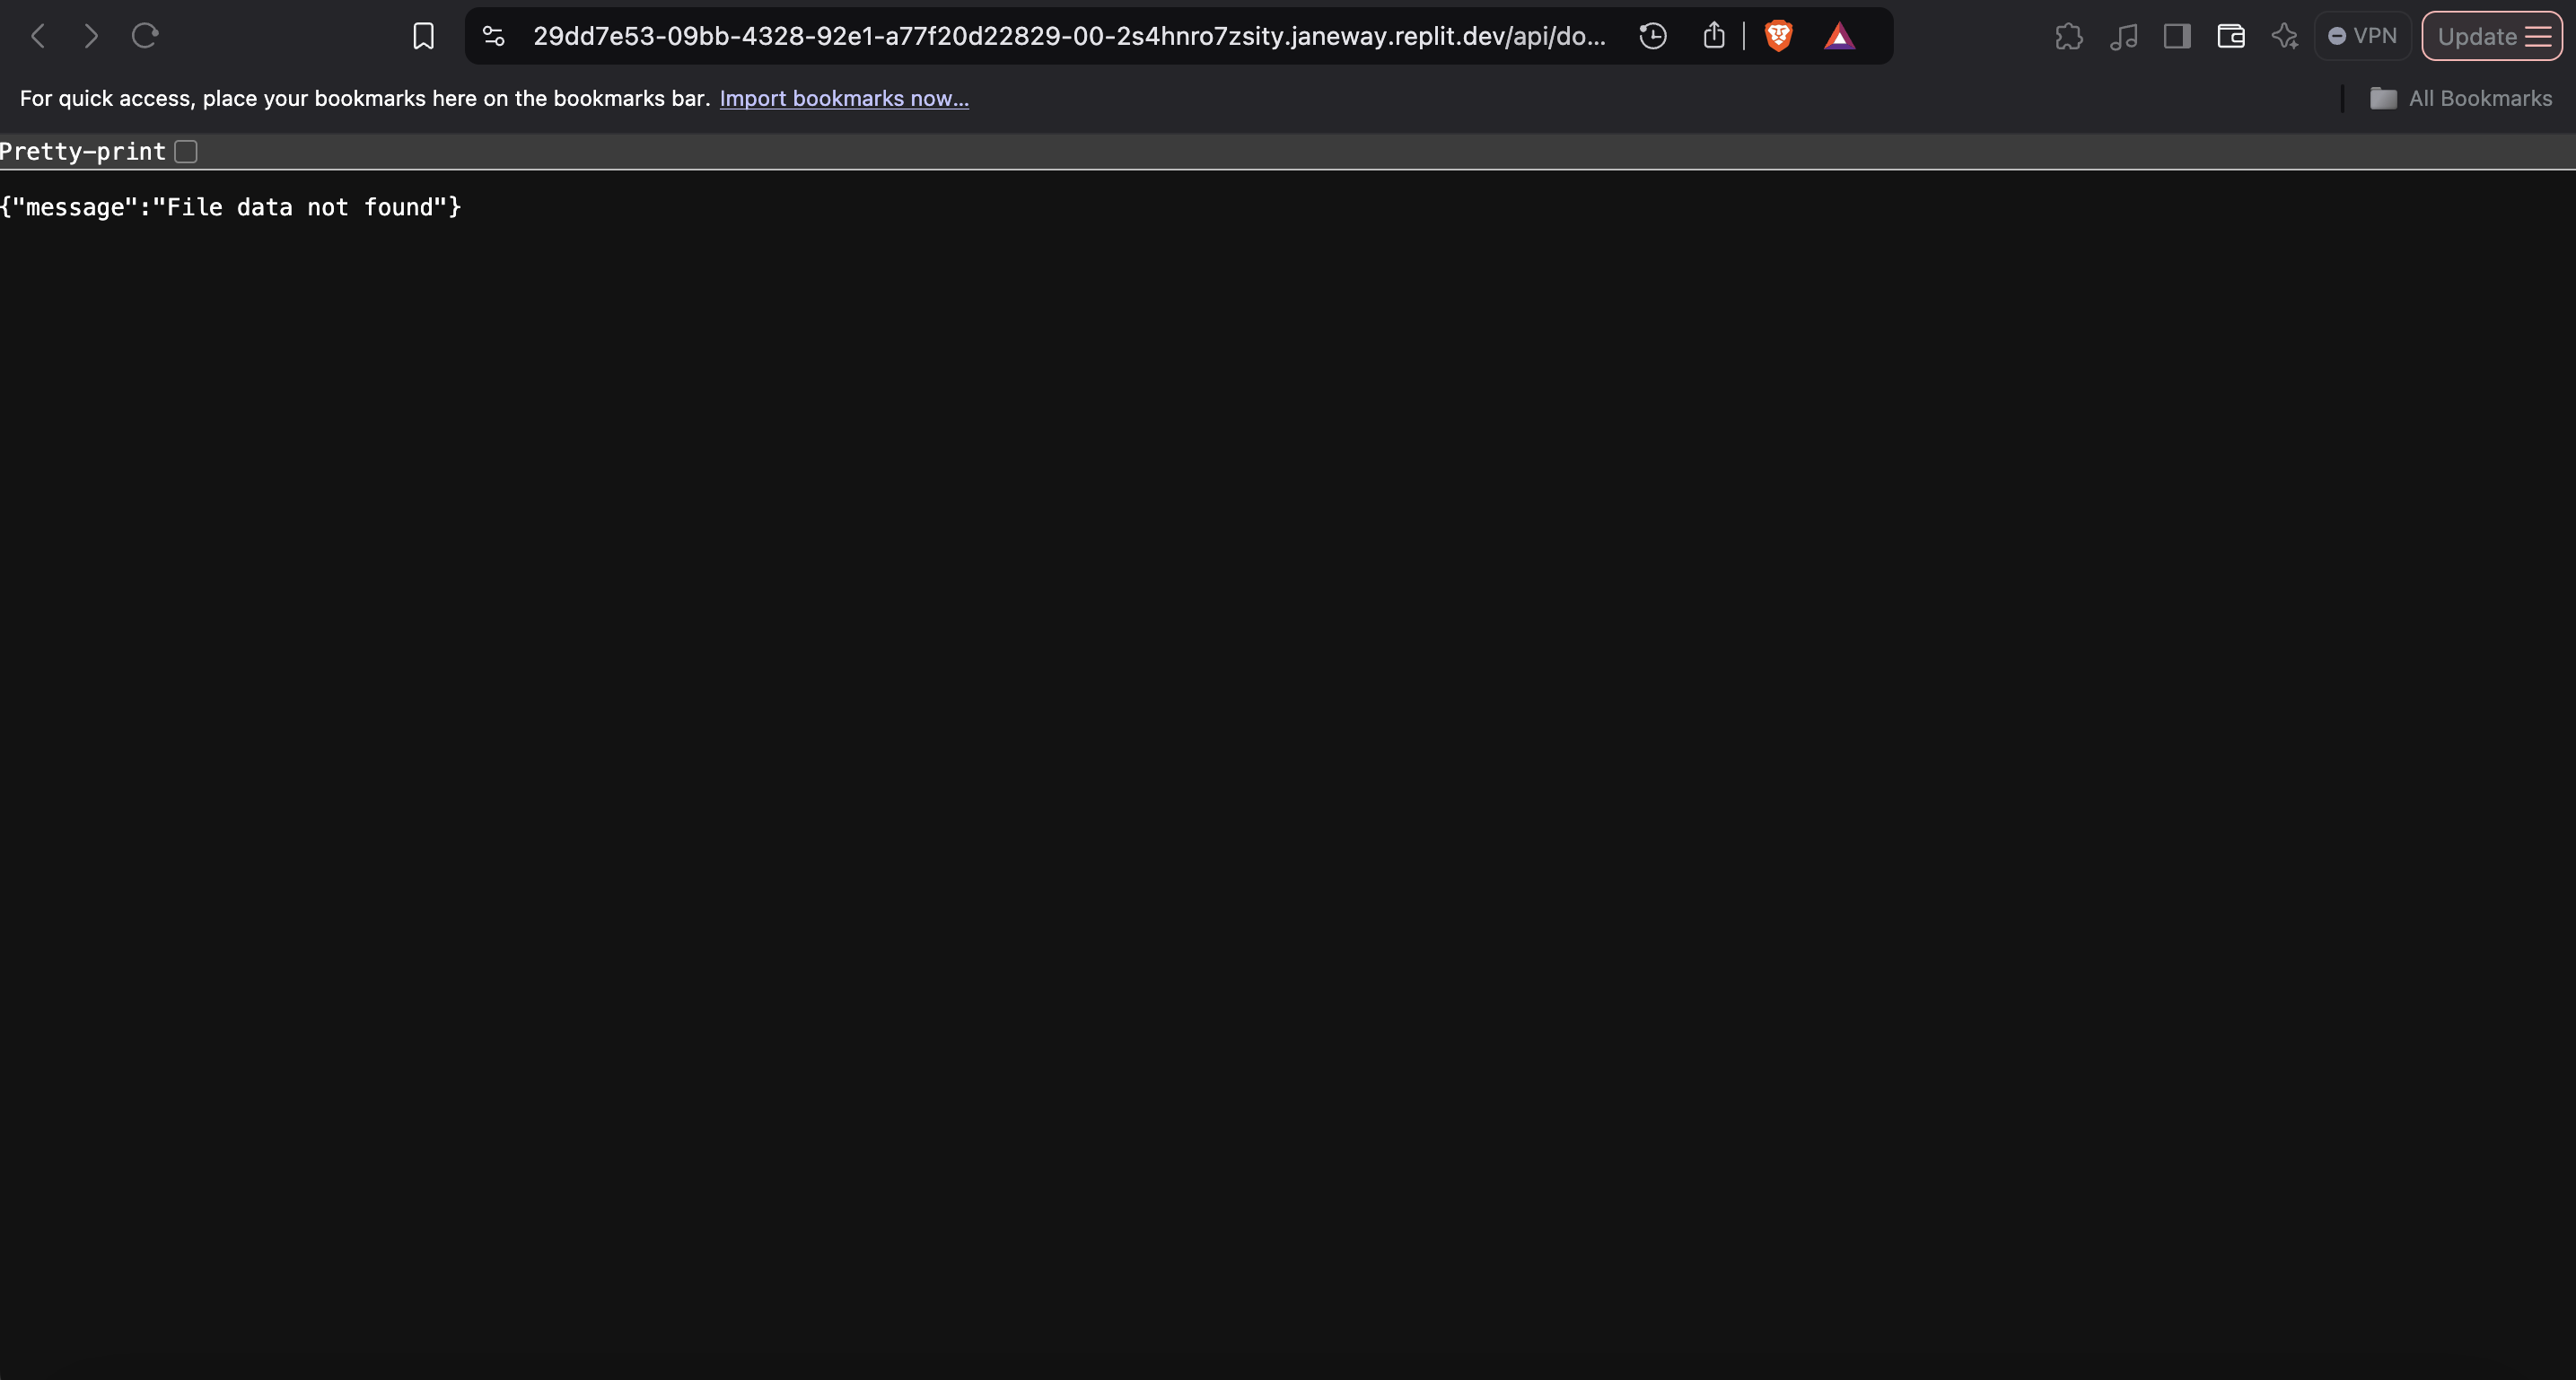 29dd7e53-09bb-4328-92e1-a77f20d22829-00-2s4hnro7zsity.janeway.replit.dev/api/do...
VPN
Update
For quick access, place your bookmarks here on the bookmarks bar. Import bookmarks now...
All Bookmarks
Pretty-print
{"message":"File data not found"}